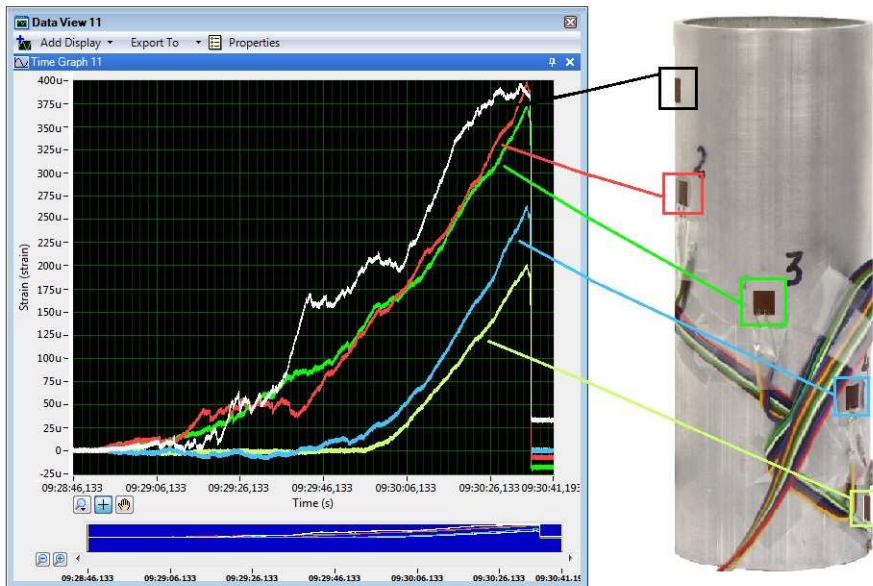 Data View 11
Add Display Export To Properties
Time Graph 11
400u
375u
350u
325u
300u
275u
250u
225u
200u
175u
150u
125u
100u
75u
50u
25u
0
-25u
Strain (strain)
09:28:46,133 09:29:06,133 09:29:26,133 09:29:46,133 09:30:06,133 09:30:26,133 09:30:41,193
Time (s)
09:28:46,133 09:29:06,133 09:29:26,133 09:29:46,133 09:30:06,133 09:30:26,133 09:30:41,19
2
3